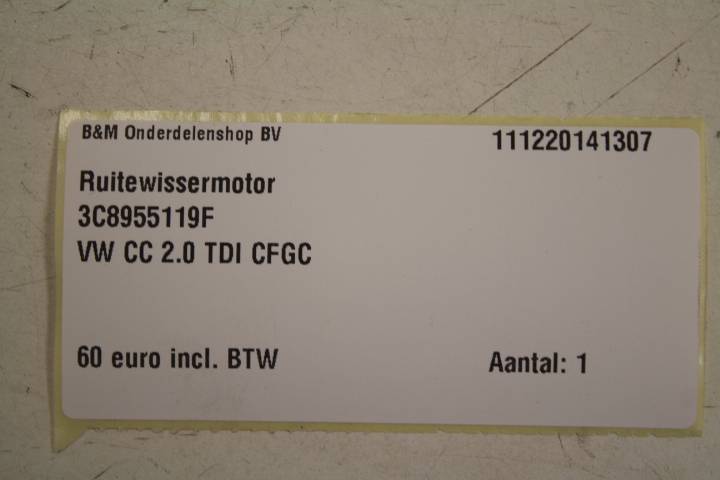 B&M Onderdelenshop BV
111220141307
Ruitewissermotor
3C8955119F
VW CC 2.0 TDI CFGC
60 euro incl. BTW
Aantal: 1